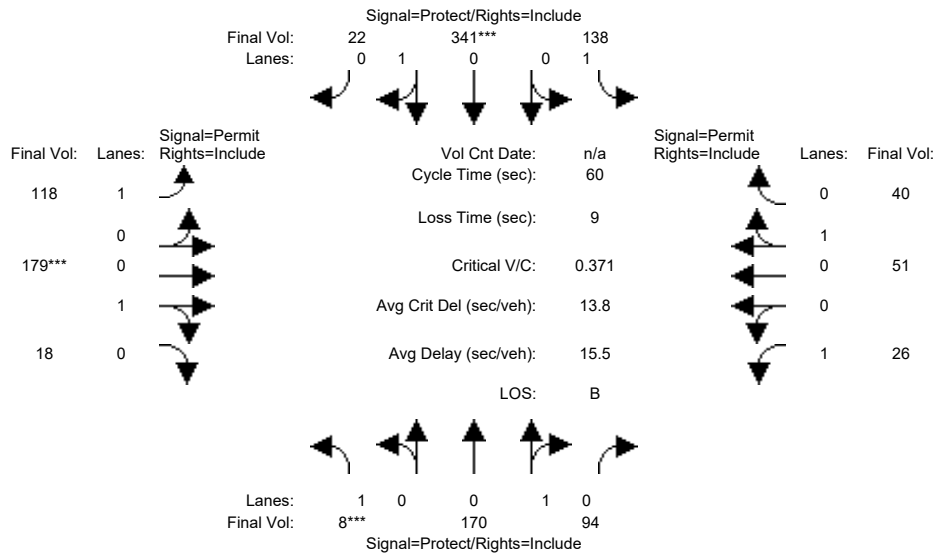 Signal=Protect/Rights=Include
Final Vol: 22 341*** 138
Lanes: 0 1 0 0 1
Signal=Permit
Final Vol: Lanes: Rights=Include
Vol Cnt Date: n/a
Signal=Permit
Rights=Include Lanes: Final Vol:
Cycle Time (sec): 60
118 1
0 40
Loss Time (sec): 9
0
1
179*** 0
Critical V/C: 0.371
0 51
1
Avg Crit Del (sec/veh): 13.8
0
18 0
Avg Delay (sec/veh): 15.5
1 26
LOS: B
Lanes: 1 0 0 1 0
Final Vol: 8*** 170 94
Signal=Protect/Rights=Include